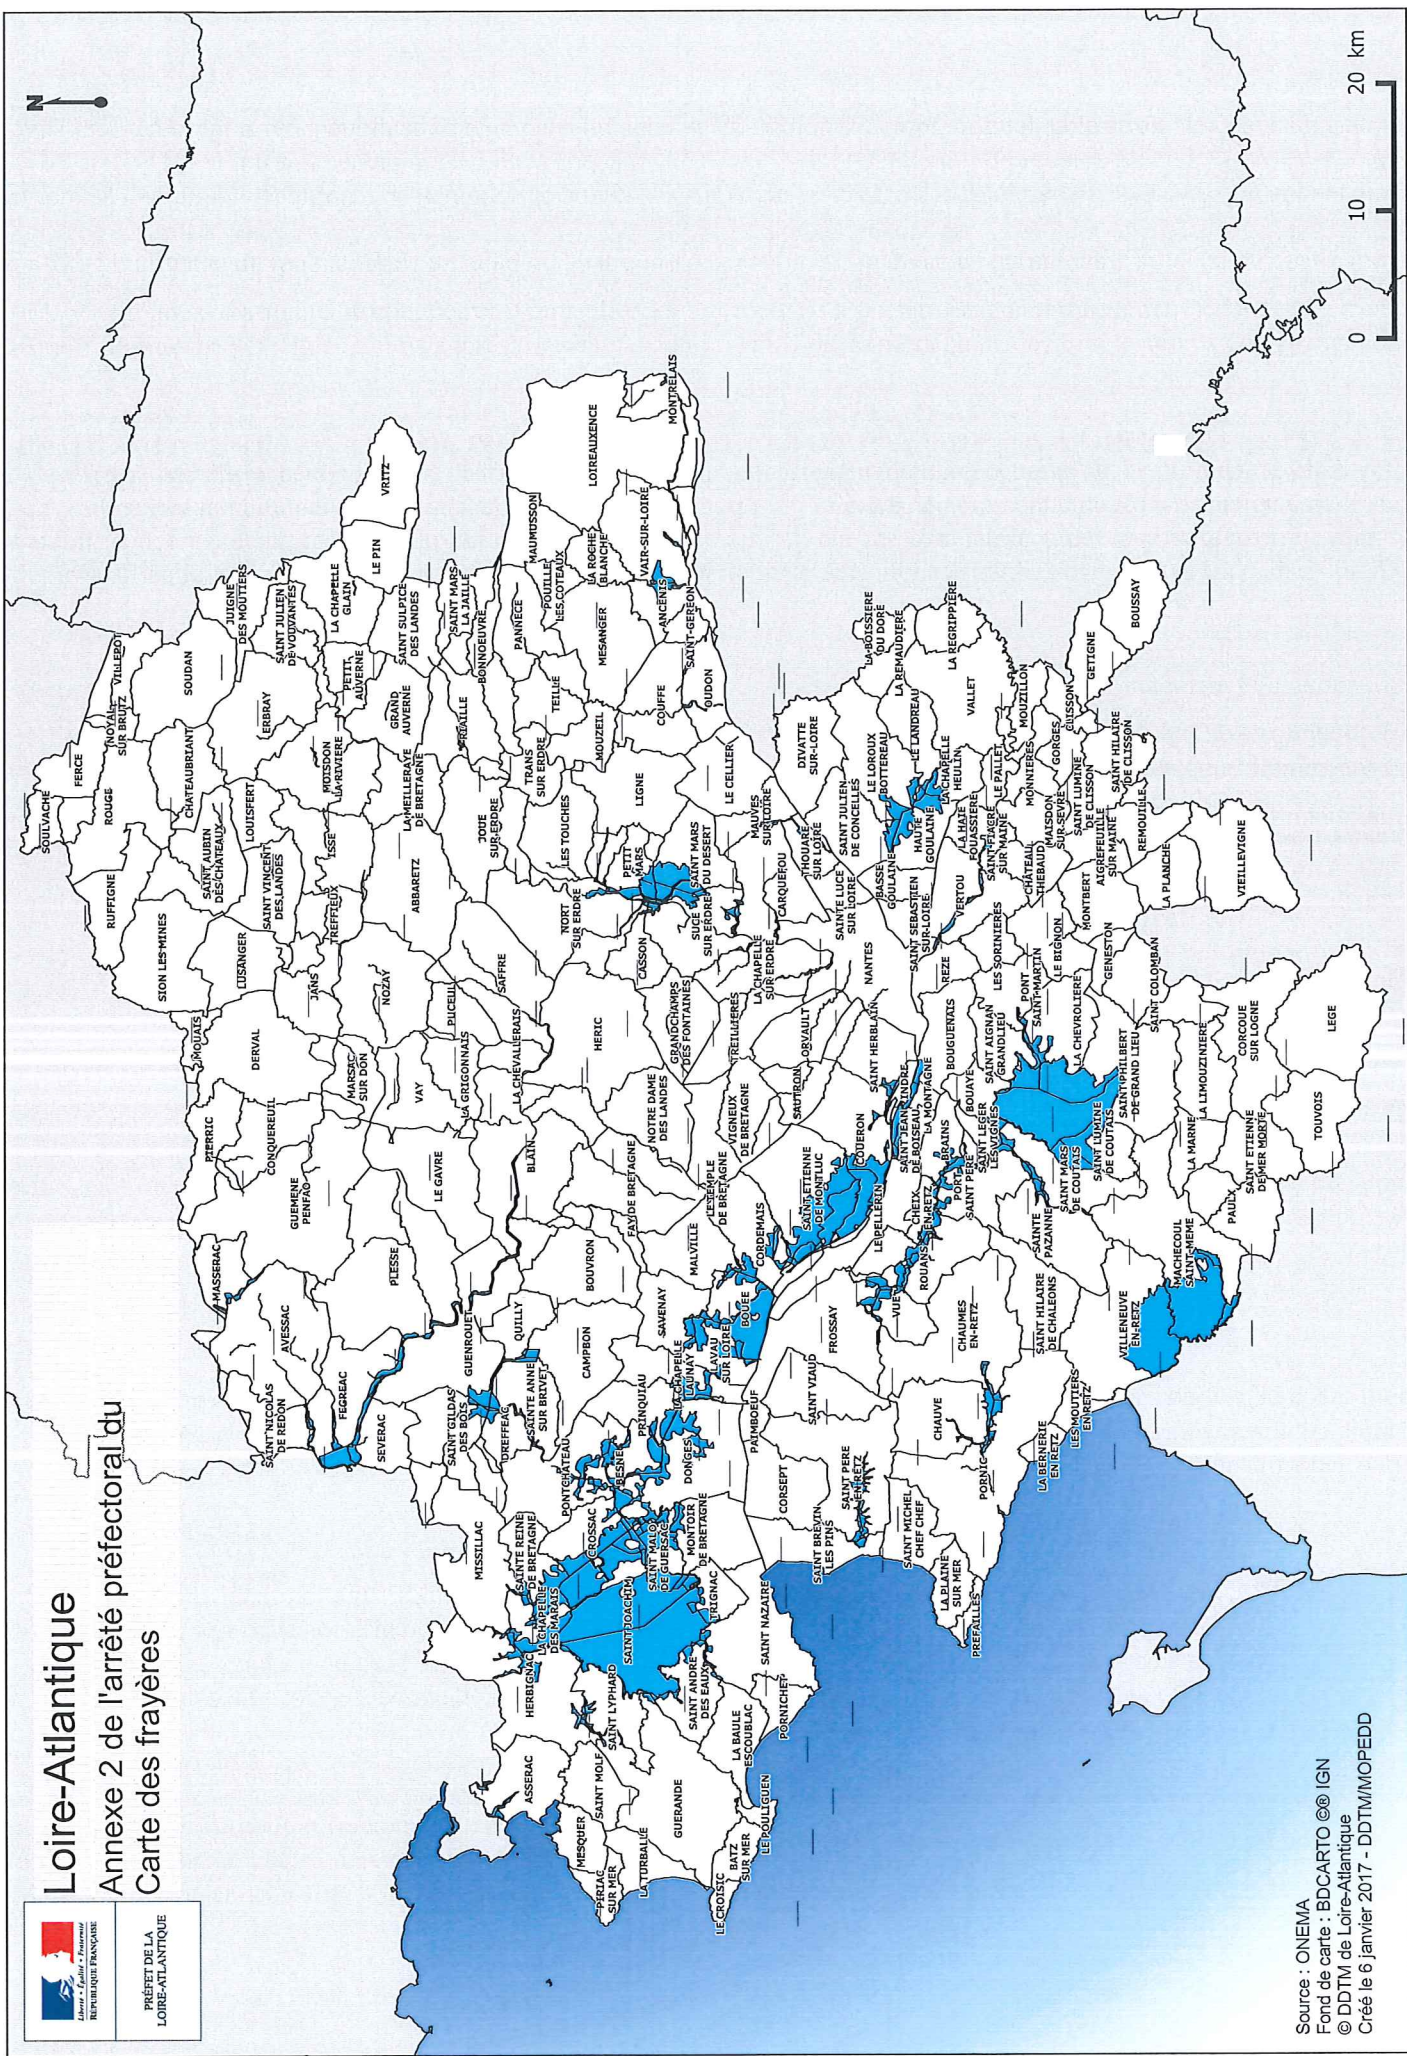 Loire-Atlantique
Annexe 2 de l'arrêté préfectoral du
Carte des frayères
Liberté • Égalité • Fraternité
RÉPUBLIQUE FRANÇAISE
PRÉFET DE LA
LOIRE-ATLANTIQUE
N
SOULVACHE
FERCE
ROUGE
NOYAL
SUR BRUTZ
VILLEPOT
RUFFIGNE
CHATEAUBRIANT
SOUDAN
JUIGNE
DES MOUTIERS
SION LES MINES
SAINT AUBIN
DES CHATEAUX
LOUISFERT
ERBRAY
SAINT JULIEN
DE VOUVANTES
MOUAIS
LUSANGER
SAINT VINCENT
DES LANDES
LA CHAPELLE
GLAIN
PIERRIC
DERVAL
JANS
TREFFIEUX
ISSE
MOISDON
LA RIVIERE
PETIT
AUVERNE
LE PIN
VRITZ
MASSERAC
GUEMENE
PENFAO
CONQUEREUIL
MARSAC
SUR DON
NOZAY
ABBARETZ
LA MEILLERAYE
DE BRETAGNE
GRAND
AUVERNE
SAINT SULPICE
DES LANDES
AVESSAC
SAINT NICOLAS
DE REDON
FEGREAC
PLESSE
LE GAVRE
VAY
PUCEUL
LA GRIGONNAIS
SAFFRE
JOUE
SUR-ERDRE
RIAILLE
SAINT MARS
LA JAILLE
BONNOEUVRE
SEVERAC
GUENROUET
LA CHEVALLERAIS
BLAIN
NORT
SUR ERDRE
LES TOUCHES
TRANS
SUR ERDRE
TEILLE
PANNECE
MAUMUSSON
POUILLE
LES COTEAUX
LOIREAUXENCE
SAINT GILDAS
DES BOIS
DREFFEAC
QUILLY
SAINTE ANNE
SUR BRIVET
MISSILLAC
BOUVRON
HERIC
PETIT
MARS
MOUZEIL
MESANGER
LA ROCHE
BLANCHE
VAIR-SUR-LOIRE
MONTRELAIS
CAMPBON
FAY DE BRETAGNE
NOTRE DAME
DES LANDES
CASSON
GRANDCHAMPS
DES FONTAINES
SAINT MARS
DU DESERT
SUCE
SUR ERDRE
LIGNE
COUFFE
ANCENIS
SAINT-GEREON
OUDON
SAINTE REINE
DE BRETAGNE
PONTCHATEAU
BESNE
PRINQUIAU
SAVENAY
MALVILLE
LE TEMPLE
DE BRETAGNE
VIGNEUX
DE BRETAGNE
TREILLIERES
LA CHAPELLE
SUR ERDRE
CARQUEFOU
MAUVES
SUR LOIRE
LE CELLIER
HERBIGNAC
LA CHAPELLE
DES MARAIS
CROSSAC
SAINT JOACHIM
SAINT MALO
DE GUERSAC
MONTOIR
DE BRETAGNE
DONGES
LA CHAPELLE
LAUNAY
LAVAU
SUR LOIRE
BOUEE
CORDEMAIS
SAINT ETIENNE
DE MONTLUC
SAUTRON
ORVAULT
THOUARE
SUR LOIRE
SAINTE LUCE
SUR LOIRE
SAINT JULIEN
DE CONCELLES
DIVATTE
SUR-LOIRE
ASSERAC
SAINT LYPHARD
SAINT MOLF
MESQUER
PIRIAC
SUR MER
LA TURBALLE
GUERANDE
SAINT ANDRE
DES EAUX
TRIGNAC
SAINT NAZAIRE
PORNICHET
LA BAULE
ESCOUBLAC
LE POULIGUEN
BATZ
SUR MER
LE CROISIC
COUERON
SAINT HERBLAIN
NANTES
BASSE
GOULAINE
HAUTE
GOULAINE
LE LOROUX
BOTTEREAU
LE LANDREAU
LA BOISSIERE
DU DORE
LA REMAUDIERE
LA REGRIPPIERE
PAIMBOEUF
CORSEPT
SAINT BREVIN
LES PINS
SAINT PERE
EN RETZ
SAINT VIAUD
FROSSAY
LE PELLERIN
SAINT JEAN
DE BOISEAU
INDRE
LA MONTAGNE
BOUGUENAIS
REZE
SAINT SEBASTIEN
SUR-LOIRE
VERTOU
LA HAIE
FOUASSIERE
LA CHAPELLE
HEULIN
VALLET
SAINT MICHEL
CHEF CHEF
LA PLAINE
SUR MER
PREFAILLES
PORNIC
CHAUVE
CHAUMES
EN-RETZ
VUE
ROUANS
CHEIX
EN-RETZ
BRAINS
PORT
SAINT PERE
SAINT LEGER
LES VIGNES
BOUAYE
SAINT AIGNAN
GRANDLIEU
LES SORINIERES
SAINT-FIACRE
SUR MAINE
LE PALLET
MONNIERES
MOUZILLON
GORGES
CLISSON
GETIGNE
BOUSSAY
CHATEAU
THEBAUD
MAISDON
SUR-SEVRE
SAINT LUMINE
DE CLISSON
SAINT HILAIRE
DE CLISSON
PONT
SAINT-MARTIN
LE BIGNON
MONTBERT
AIGREFEUILLE
SUR MAINE
REMOUILLE
LA BERNERIE
EN RETZ
LES MOUTIERS
EN RETZ
SAINT HILAIRE
DE CHALEONS
SAINTE
PAZANNE
SAINT MARS
DE COUTAIS
SAINT LUMINE
DE COUTAIS
SAINT PHILBERT
DE GRAND LIEU
LA CHEVROLIERE
GENESTON
SAINT COLOMBAN
LA PLANCHE
VIEILLEVIGNE
VILLENEUVE
EN-RETZ
MACHECOUL
SAINT-MEME
LA MARNE
LA LIMOUZINIERE
CORCOUE
SUR LOGNE
PAULX
SAINT ETIENNE
DE MER MORTE
TOUVOIS
LEGE
0 10 20 km
Source : ONEMA
Fond de carte : BDCARTO ©® IGN
© DDTM de Loire-Atlantique
Créé le 6 janvier 2017 - DDTM/MOPEDD